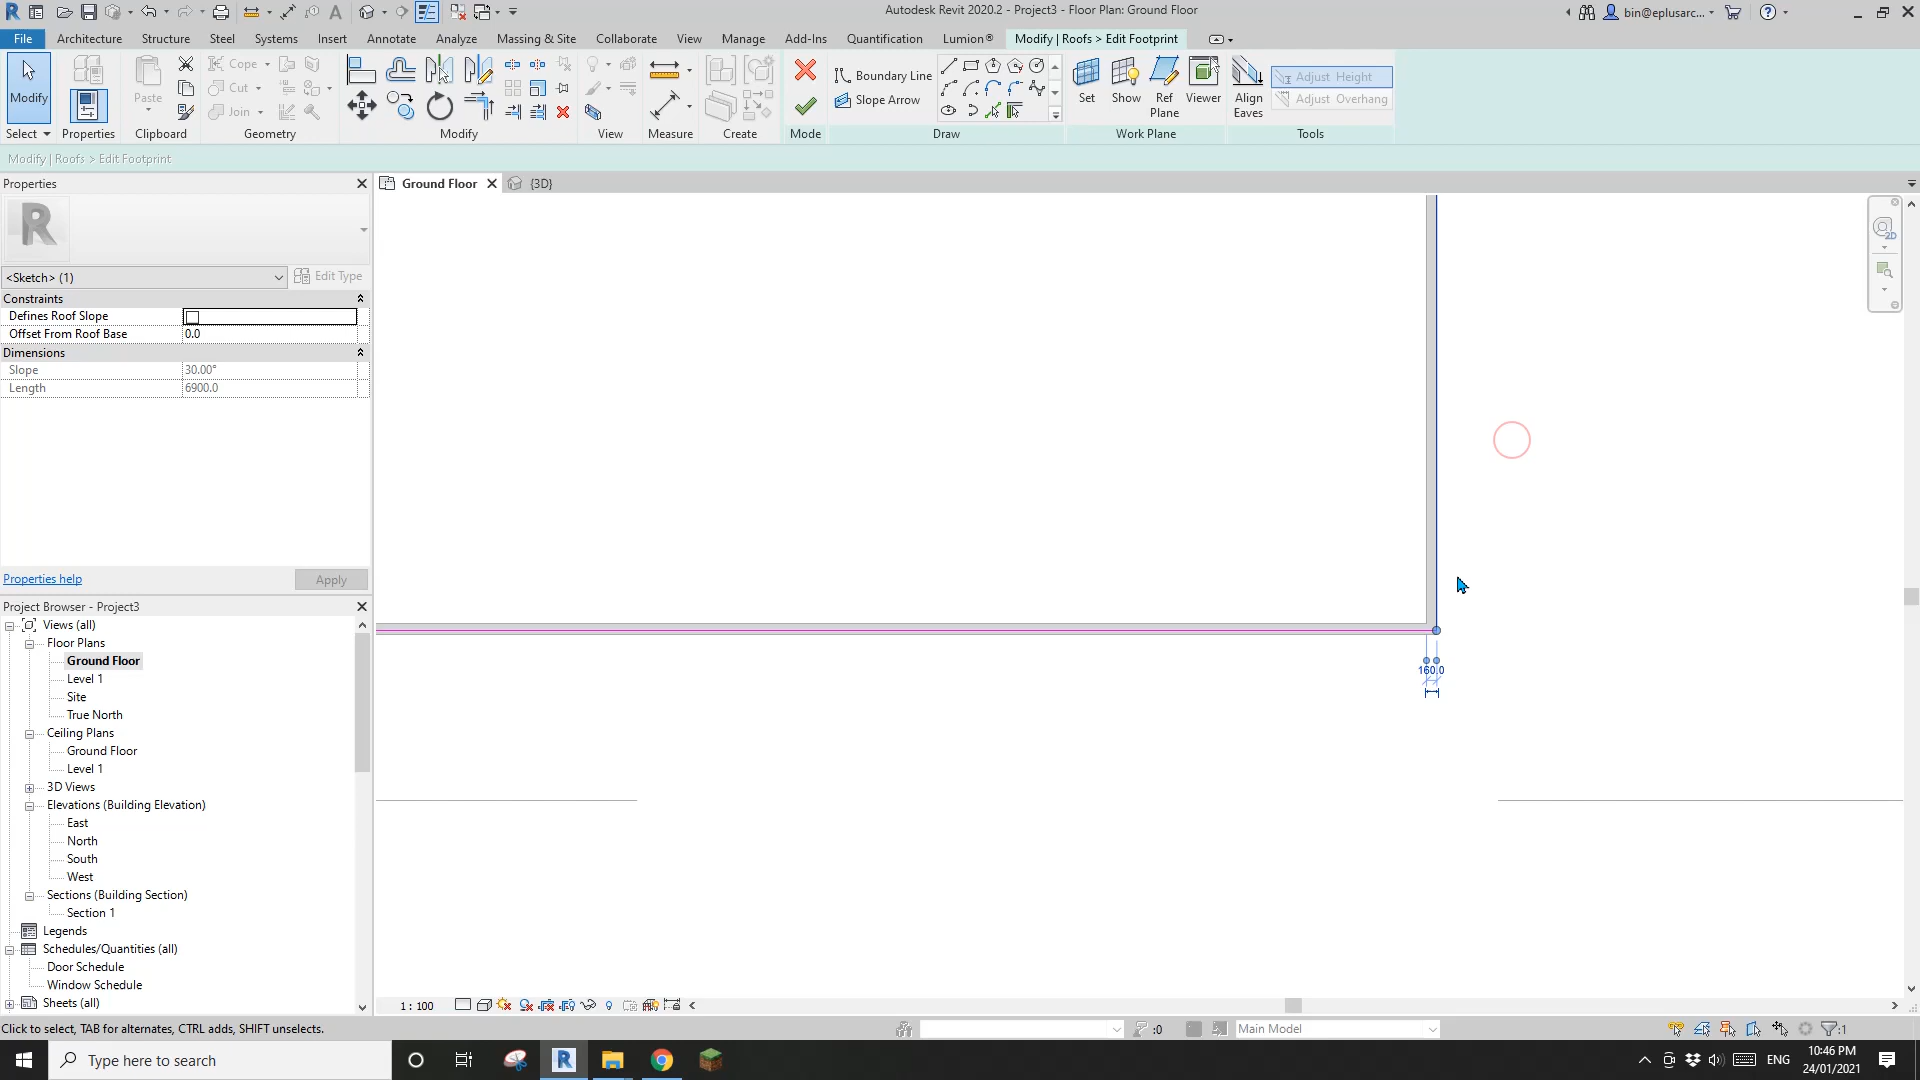 Autodesk Revit 2020.2 - Project3 - Floor Plan: Ground Floor
bin@eplusarc...
File Architecture Structure Steel Systems Insert Annotate Analyze Massing & Site Collaborate View Manage Add-Ins Quantification Lumion® Modify | Roofs > Edit Footprint
Modify
Paste
Cope
Cut
Join
Boundary Line
Slope Arrow
Set
Show
Ref
Plane
Viewer
Align
Eaves
Adjust Height
Adjust Overhang
Select Properties Clipboard Geometry Modify View Measure Create Mode Draw Work Plane Tools
Modify | Roofs > Edit Footprint
Properties
Ground Floor
{3D}
R
<Sketch> (1)
Edit Type
Constraints
Defines Roof Slope
Offset From Roof Base 0.0
Dimensions
Slope 30.00°
Length 6900.0
Properties help
Apply
160.0
2D
Project Browser - Project3
Views (all)
Floor Plans
Ground Floor
Level 1
Site
True North
Ceiling Plans
Ground Floor
Level 1
3D Views
Elevations (Building Elevation)
East
North
South
West
Sections (Building Section)
Section 1
Legends
Schedules/Quantities (all)
Door Schedule
Window Schedule
Sheets (all)
1 : 100
Click to select, TAB for alternates, CTRL adds, SHIFT unselects.
:0
Main Model
:1
Type here to search
ENG
10:46 PM
24/01/2021